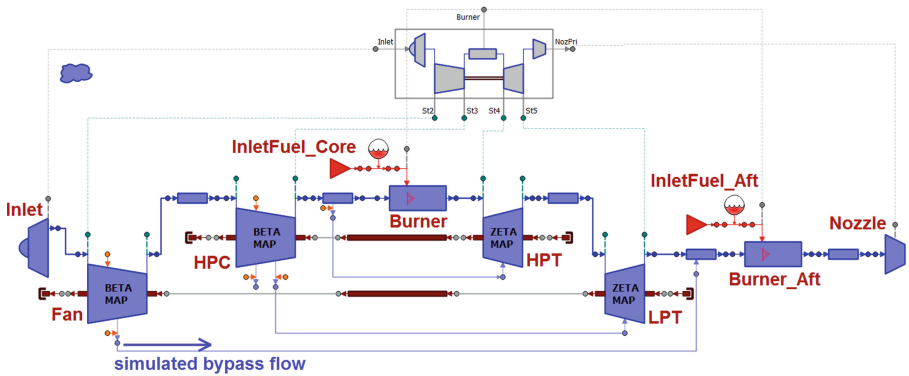 Burner
Inlet
NozPri
St2
St3
St4
St5
InletFuel_Core
InletFuel_Aft
Inlet
Burner
Nozzle
BETA
MAP
ZETA
MAP
HPC
HPT
Burner_Aft
BETA
MAP
ZETA
MAP
Fan
LPT
simulated bypass flow